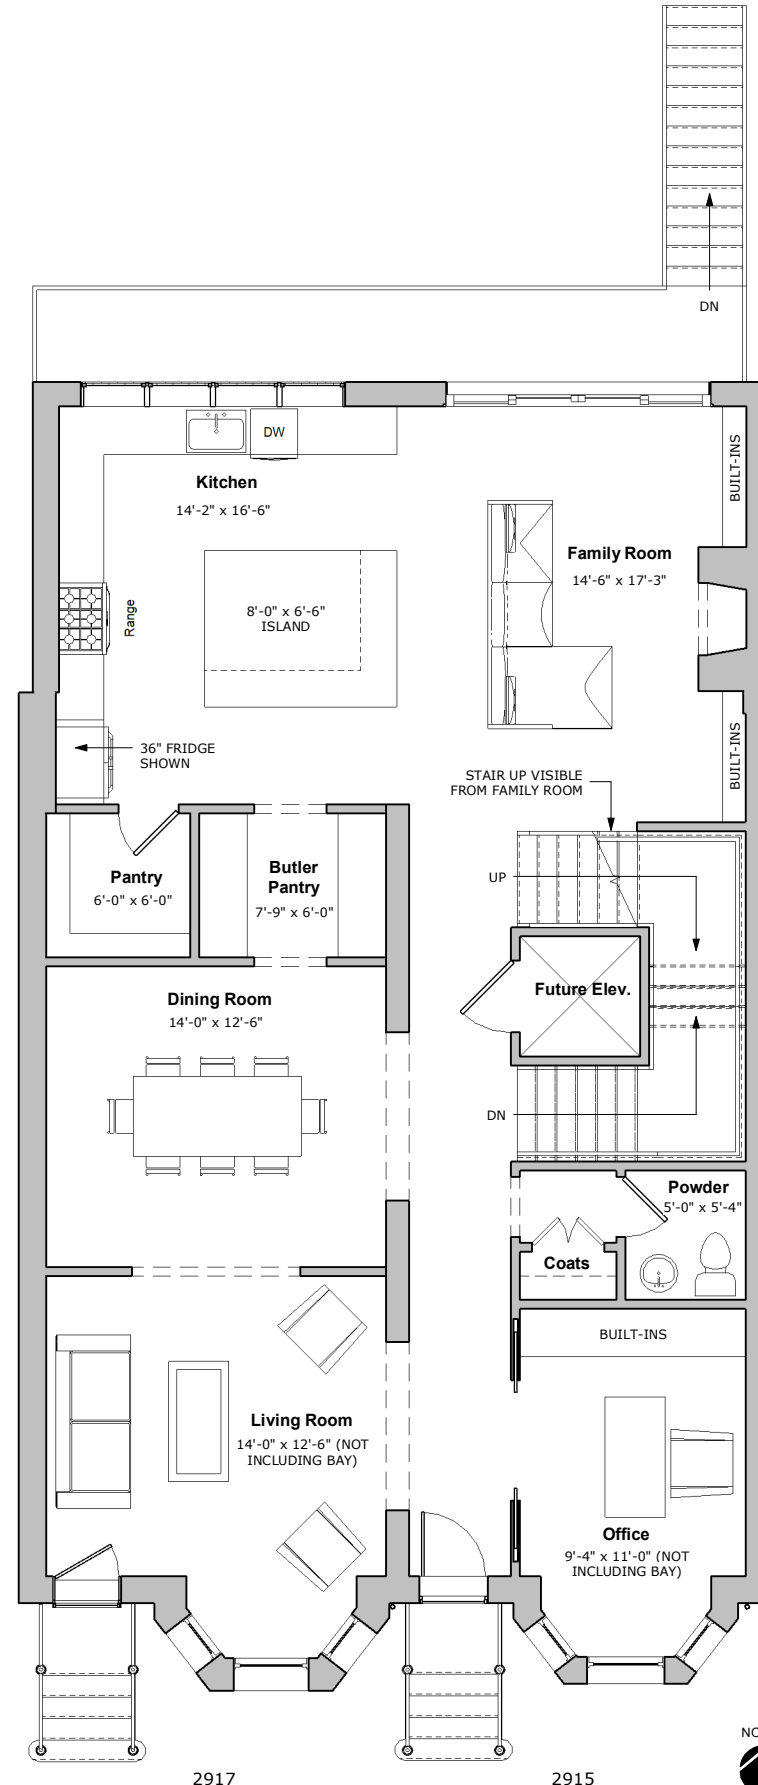 DN
DW
BUILT-INS
Kitchen
14'-2" x 16'-6"
Family Room
14'-6" x 17'-3"
8'-0" x 6'-6"
ISLAND
Range
36" FRIDGE
SHOWN
BUILT-INS
STAIR UP VISIBLE
FROM FAMILY ROOM
Pantry
6'-0" x 6'-0"
Butler
Pantry
7'-9" x 6'-0"
UP
Future Elev.
Dining Room
14'-0" x 12'-6"
DN
Powder
5'-0" x 5'-4"
Coats
BUILT-INS
Living Room
14'-0" x 12'-6" (NOT
INCLUDING BAY)
Office
9'-4" x 11'-0" (NOT
INCLUDING BAY)
2917
2915